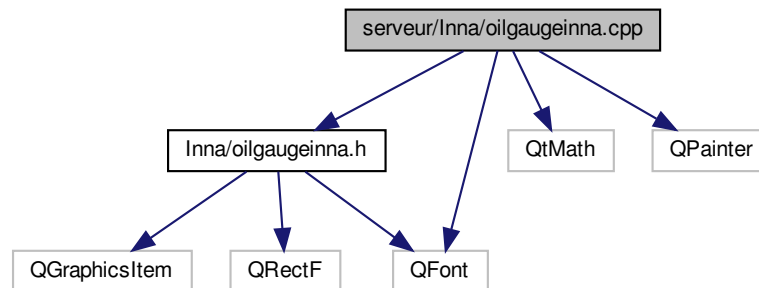 serveur/Inna/oilgaugeinna.cpp
Inna/oilgaugeinna.h
QtMath
QPainter
QGraphicsItem
QRectF
QFont